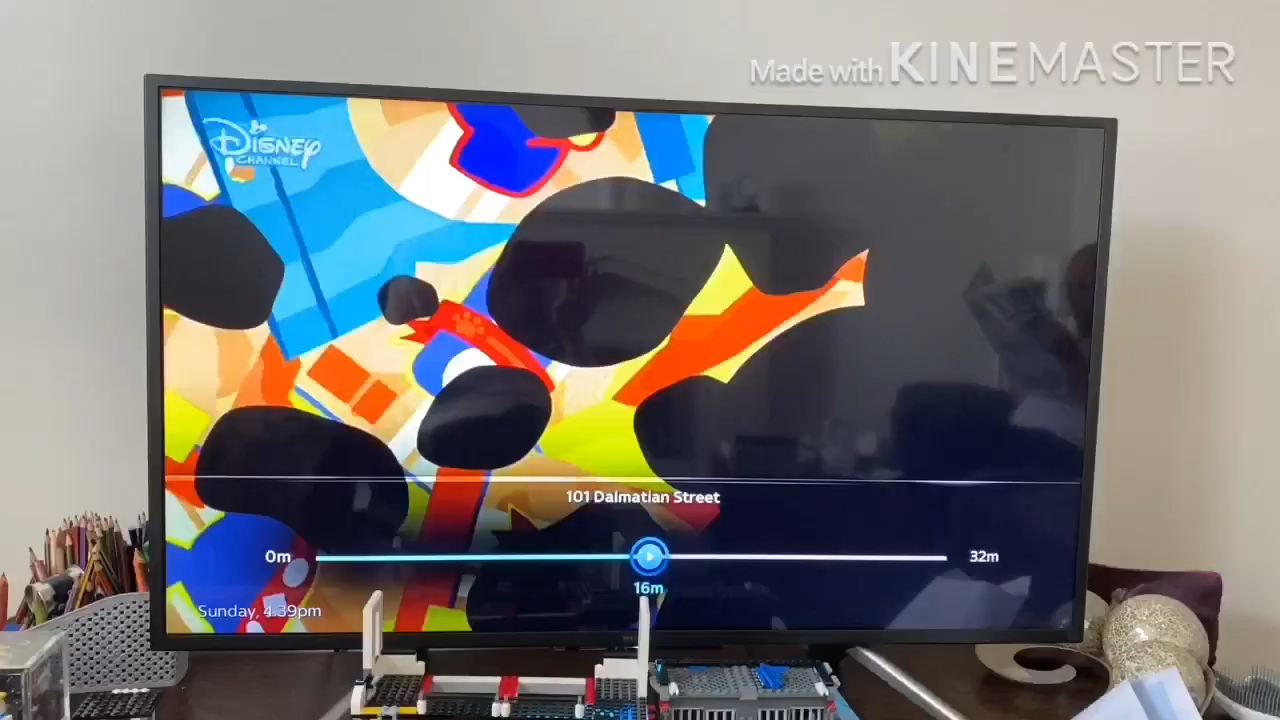 Made with KINEMASTER
DISNEY
CHANNEL
101 Dalmatian Street
0m
32m
16m
Sunday, 4.39pm